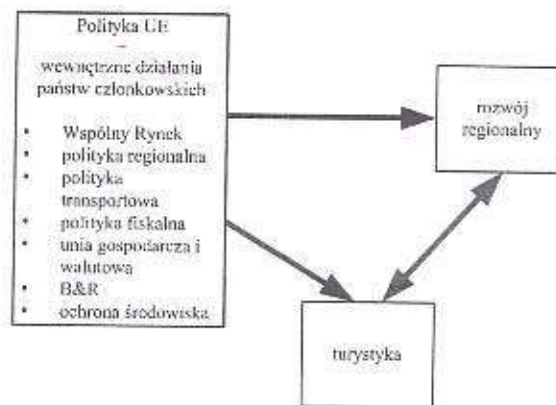 Polityka UE
–
wewnętrzne działania
państw członkowskich
• Wspólny Rynek
• polityka regionalna
• polityka
transportowa
• polityka fiskalna
• unia gospodarcza i
walutowa
• B&R
• ochrona środowiska
rozwój
regionalny
turystyka